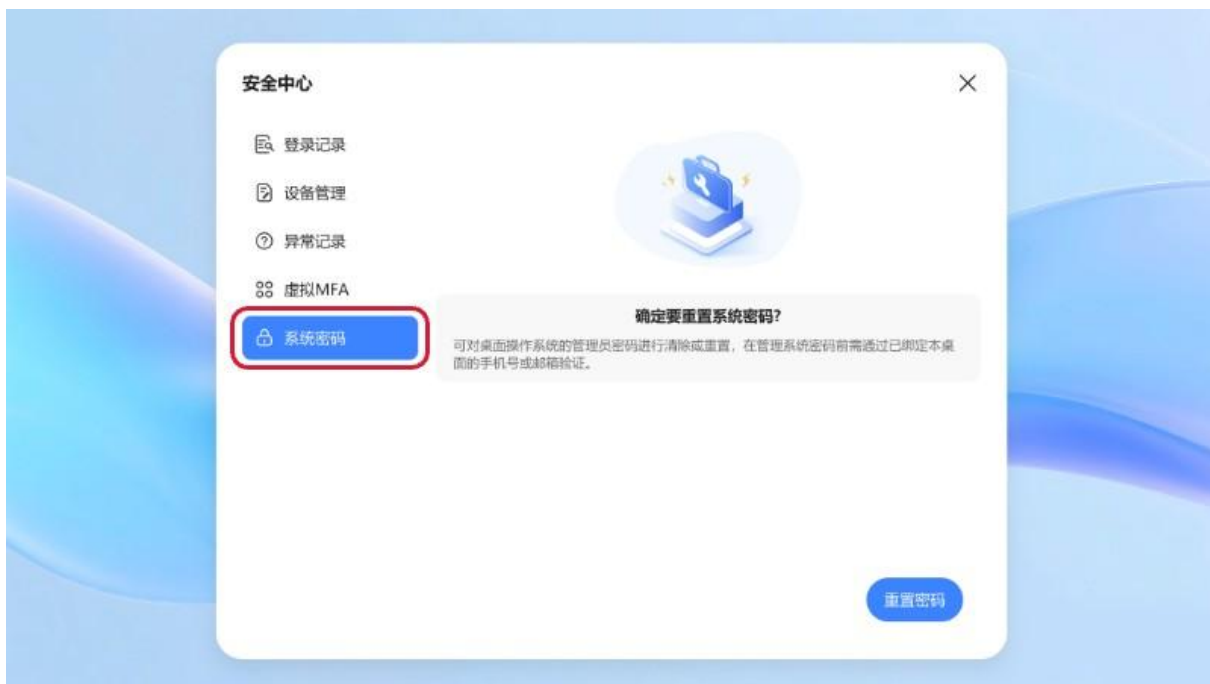 安全中心
登录记录
设备管理
异常记录
虚拟MFA
系统密码
确定要重置系统密码?
可对桌面操作系统的管理员密码进行清除或重置，在管理系统密码前需通过已绑定本桌
面的手机号或邮箱验证。
重置密码